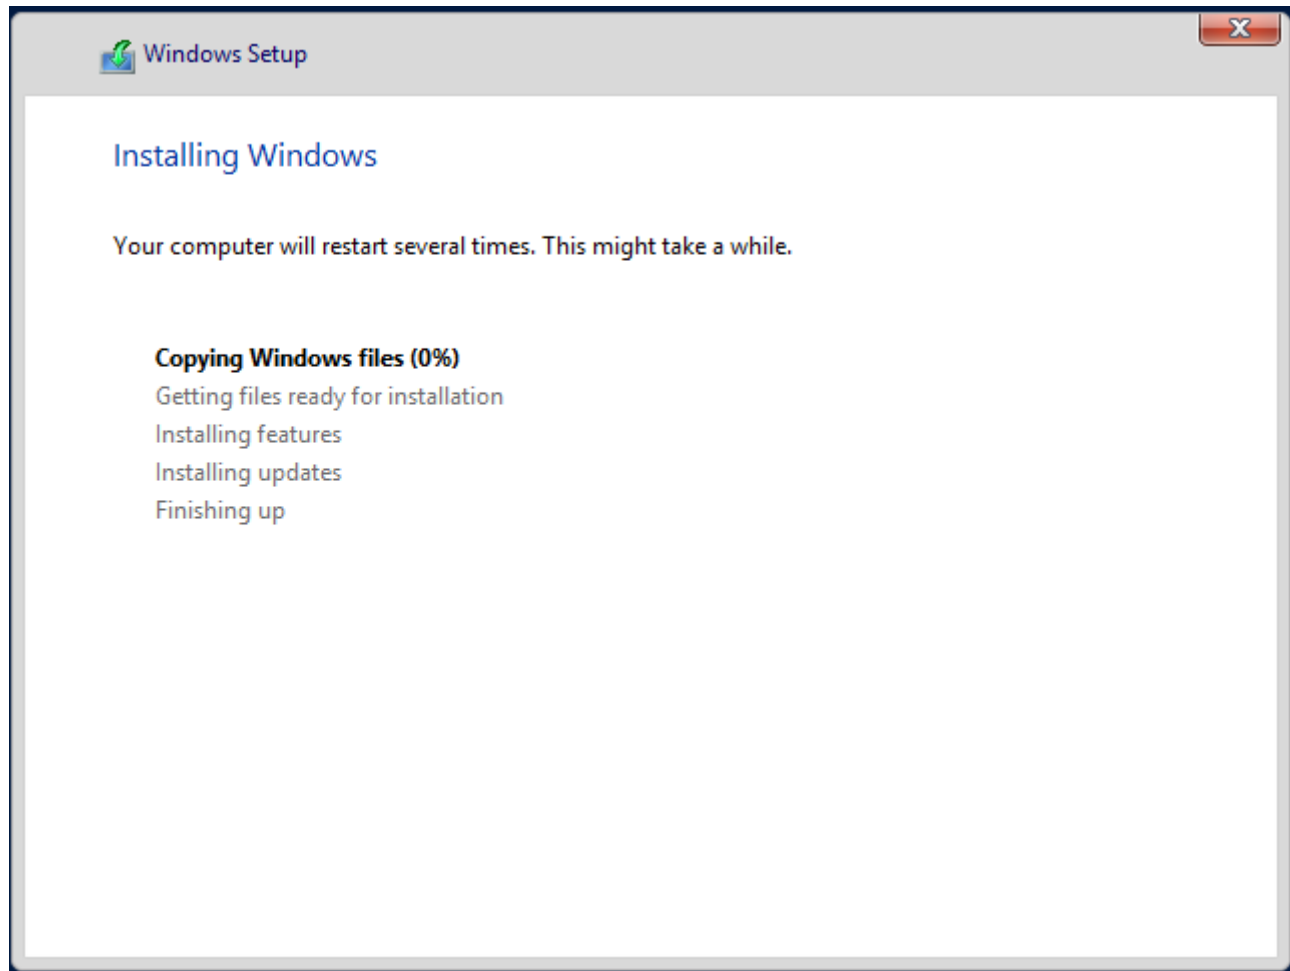 Windows Setup
Installing Windows
Your computer will restart several times. This might take a while.
Copying Windows files (0%)
Getting files ready for installation
Installing features
Installing updates
Finishing up